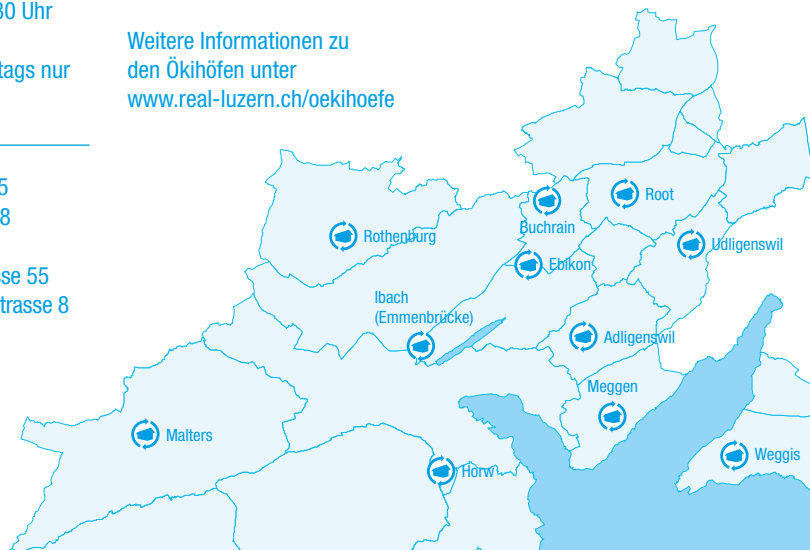 30 Uhr
tags nur
5
8
sse 55
trasse 8
Weitere Informationen zu
den Ökihöfen unter
www.real-luzern.ch/oekihoefe
Root
Buchrain
Rothenburg
Udligenswil
Ebikon
Ibach
(Emmenbrücke)
Adligenswil
Meggen
Malters
Weggis
Horw